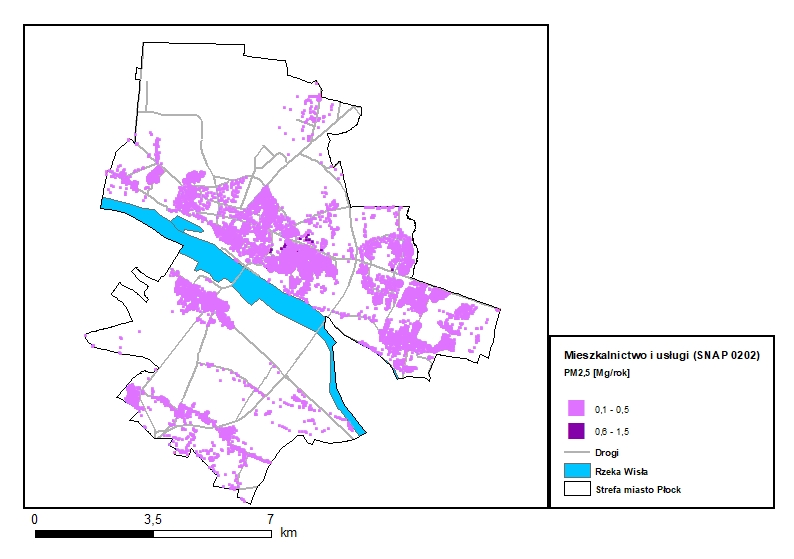 Mieszkalnictwo i usługi (SNAP 0202)
PM2,5 [Mg/rok]
0,1 - 0,5
0,6 - 1,5
Drogi
Rzeka Wisła
Strefa miasto Płock
0 3,5 7
km